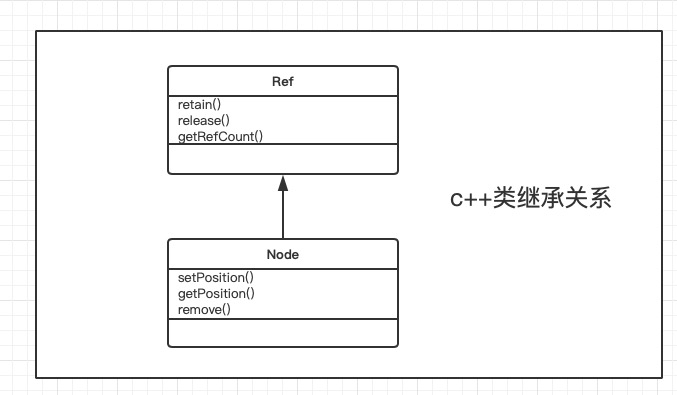 Ref
retain()
release()
getRefCount()
c++类继承关系
Node
setPosition()
getPosition()
remove()